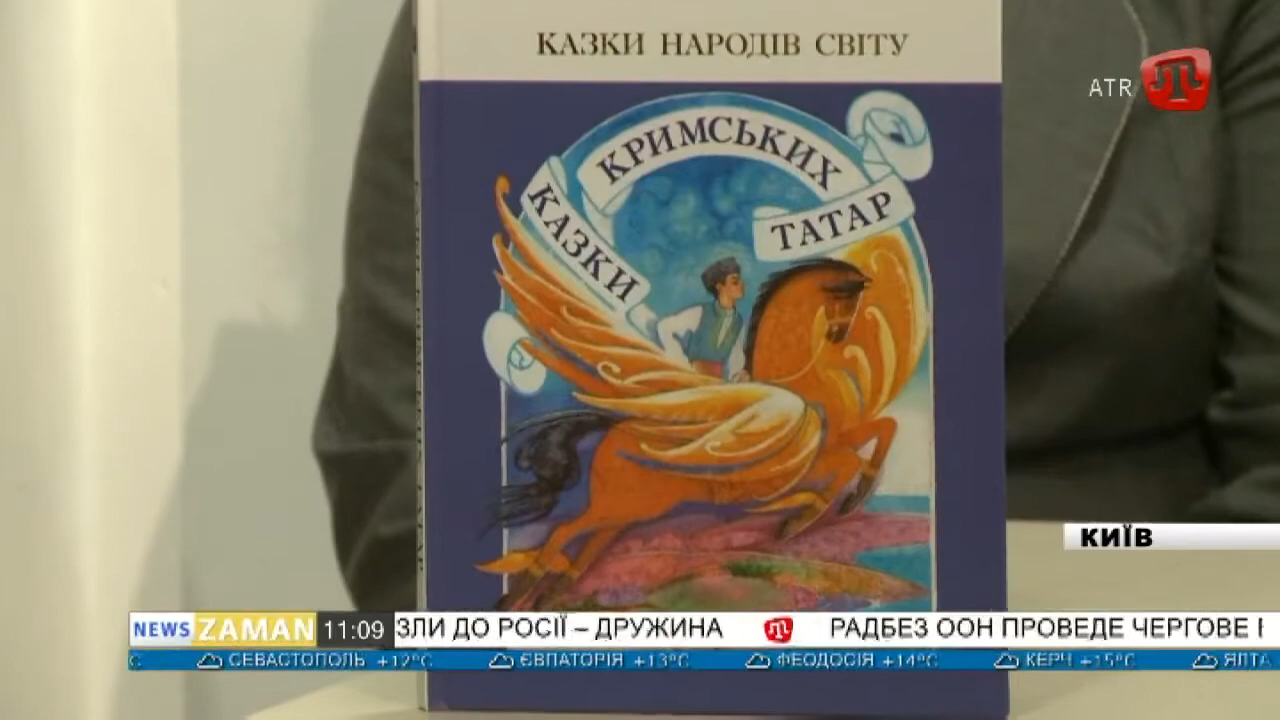 КАЗКИ НАРОДІВ СВІТУ
ATR
КАЗКИ КРИМСЬКИХ ТАТАР
КИЇВ
NEWS ZAMAN 11:09 ЗЛИ ДО РОСІЇ – ДРУЖИНА РАДБЕЗ ООН ПРОВЕДЕ ЧЕРГОВЕ
C СЕВАСТОПОЛЬ +12°C ЄВПАТОРІЯ +13°C ФЕОДОСІЯ +14°C КЕРЧ +15°C ЯЛТА